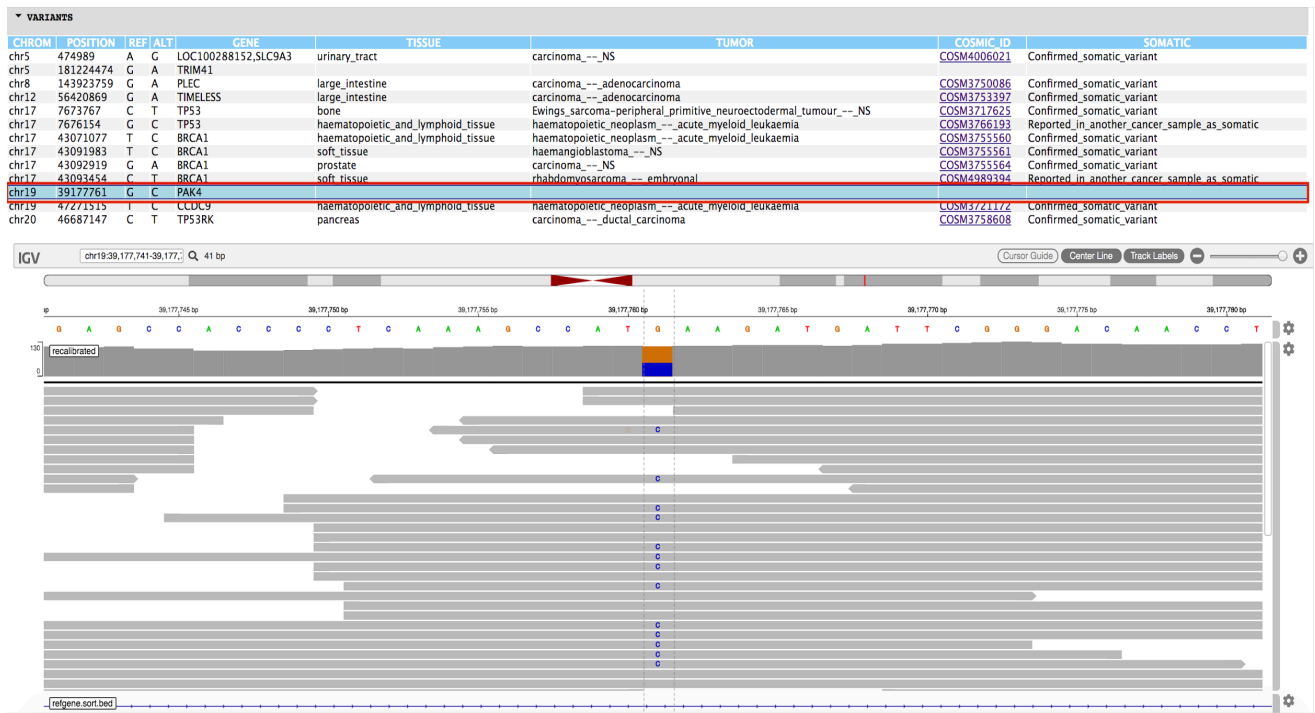 VARIANTS
CHROM POSITION REF ALT GENE TISSUE TUMOR COSMIC_ID SOMATIC
chr5 474989 A G LOC100288152,SLC9A3 urinary_tract carcinoma_--_NS COSM4006021 Confirmed_somatic_variant
chr5 181224474 G A TRIM41
chr8 143923759 G A PLEC large_intestine carcinoma_--_adenocarcinoma COSM3750086 Confirmed_somatic_variant
chr12 56420869 G A TIMELESS large_intestine carcinoma_--_adenocarcinoma COSM3753397 Confirmed_somatic_variant
chr17 7673767 C T TP53 bone Ewings_sarcoma-peripheral_primitive_neuroectodermal_tumour_--_NS COSM3717625 Confirmed_somatic_variant
chr17 7676154 G C TP53 haematopoietic_and_lymphoid_tissue haematopoietic_neoplasm_--_acute_myeloid_leukaemia COSM3766193 Reported_in_another_cancer_sample_as_somatic
chr17 43071077 T C BRCA1 haematopoietic_and_lymphoid_tissue haematopoietic_neoplasm_--_acute_myeloid_leukaemia COSM3755560 Confirmed_somatic_variant
chr17 43091983 T C BRCA1 soft_tissue haemangioblastoma_--_NS COSM3755561 Confirmed_somatic_variant
chr17 43092919 G A BRCA1 prostate carcinoma_--_NS COSM3755564 Confirmed_somatic_variant
chr17 43093454 C T BRCA1 soft_tissue rhabdomyosarcoma_--_embryonal COSM4989394 Reported_in_another_cancer_sample_as_somatic
chr19 39177761 G C PAK4
chr19 47271515 T C CCDC9 haematopoietic_and_lymphoid_tissue haematopoietic_neoplasm_--_acute_myeloid_leukaemia COSM3721172 Confirmed_somatic_variant
chr20 46687147 C T TP53RK pancreas carcinoma_--_ductal_carcinoma COSM3758608 Confirmed_somatic_variant
IGV chr19:39,177,741-39,177, 41 bp Cursor Guide Center Line Track Labels
39,177,745 bp 39,177,750 bp 39,177,755 bp 39,177,760 bp 39,177,765 bp 39,177,770 bp 39,177,775 bp 39,177,780 bp
G A G C C A C C C C T C A A A G C C A T G A A G A T G A T T C G G G A C A A C C T
130 recalibrated
0
C
C
C
C
C
C
C
C
C
C
C
C
C
refgene.sort.bed